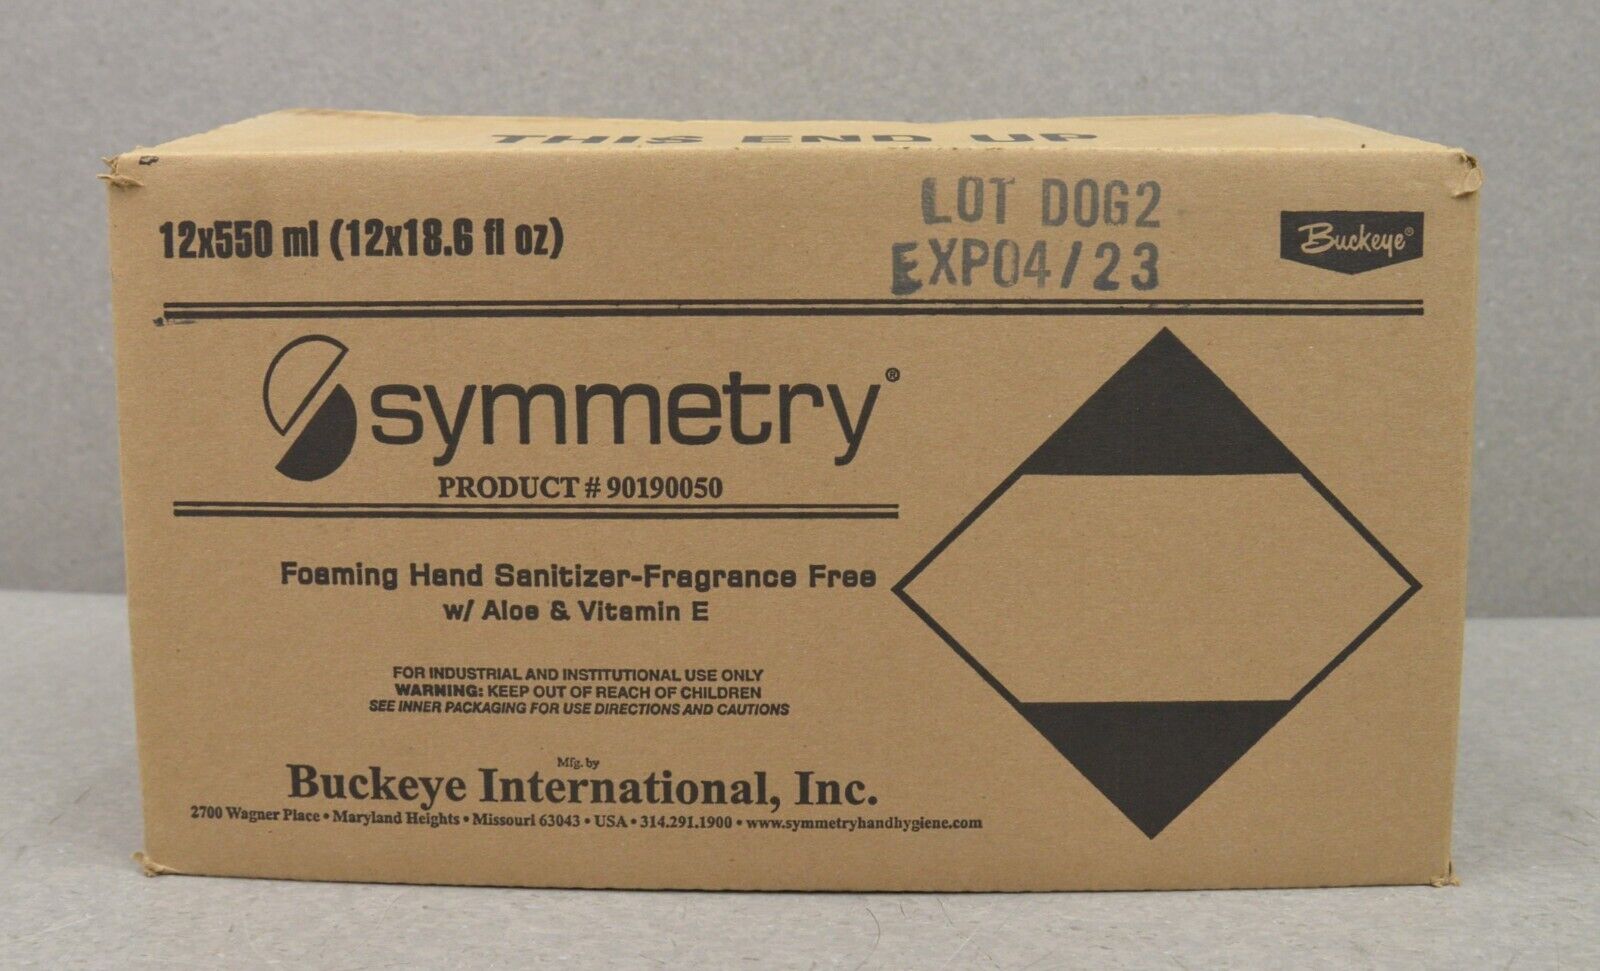 THIS END UP
12x550 ml (12x18.6 fl oz)
LOT DOG2
EXP04/23
Buckeye®
symmetry®
PRODUCT # 90190050
Foaming Hand Sanitizer-Fragrance Free
w/ Aloe & Vitamin E
FOR INDUSTRIAL AND INSTITUTIONAL USE ONLY
WARNING: KEEP OUT OF REACH OF CHILDREN
SEE INNER PACKAGING FOR USE DIRECTIONS AND CAUTIONS
Mfg. by
Buckeye International, Inc.
2700 Wagner Place • Maryland Heights • Missouri 63043 • USA • 314.291.1900 • www.symmetryhandhygiene.com